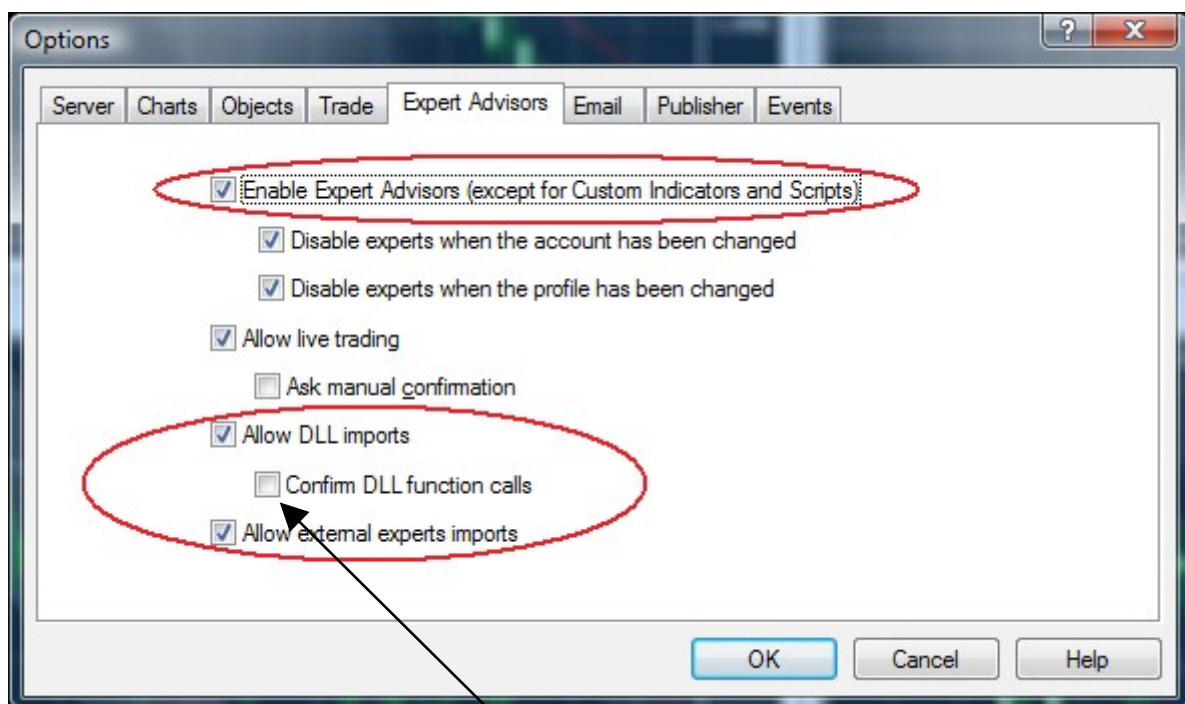 Options
?
X
Server Charts Objects Trade Expert Advisors Email Publisher Events
Enable Expert Advisors (except for Custom Indicators and Scripts)
Disable experts when the account has been changed
Disable experts when the profile has been changed
Allow live trading
Ask manual confirmation
Allow DLL imports
Confirm DLL function calls
Allow external experts imports
OK Cancel Help